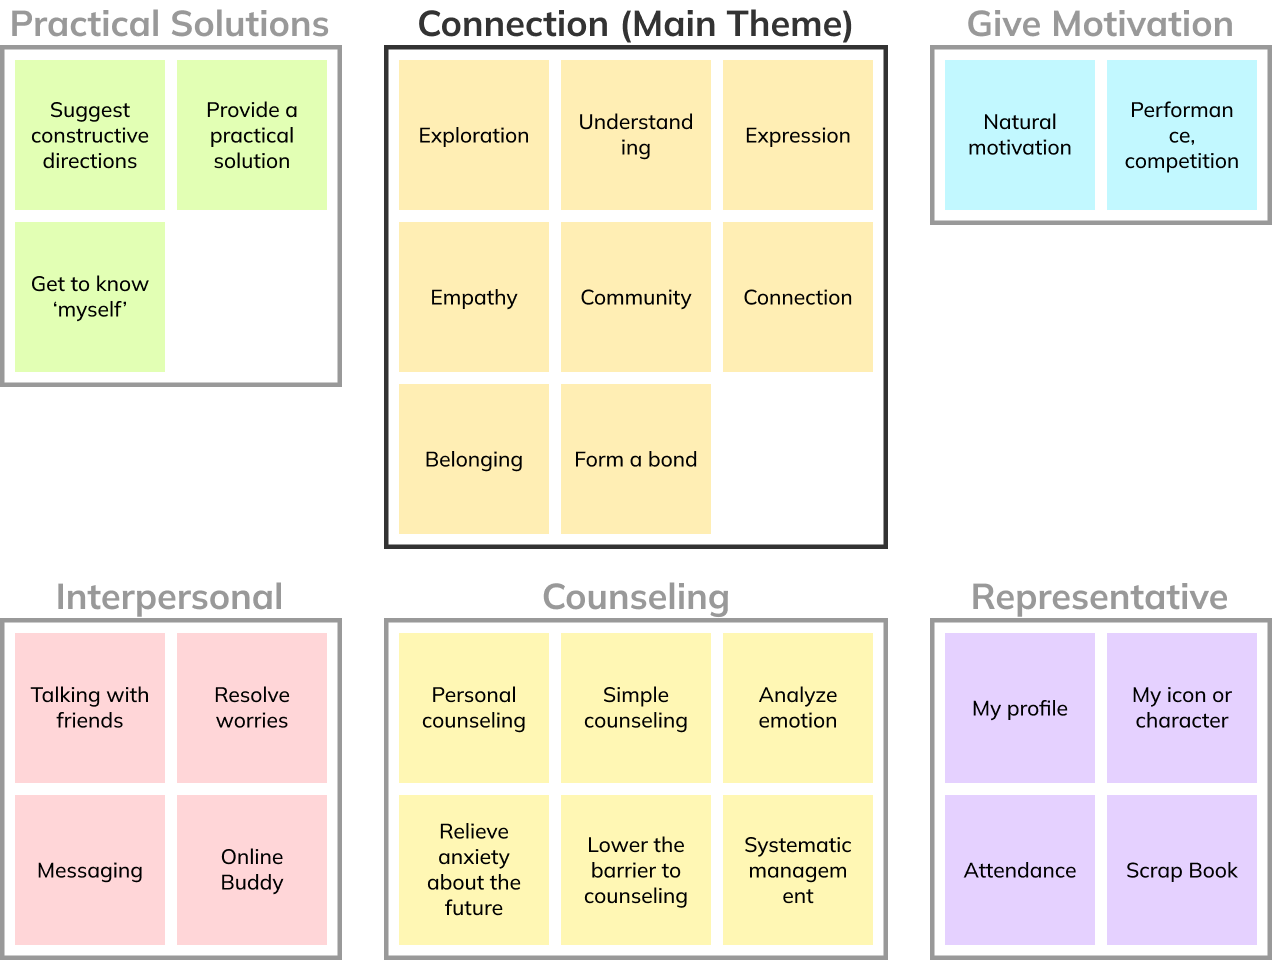 Practical Solutions
Suggest
constructive
directions
Provide a
practical
solution
Get to know
‘myself’
Connection (Main Theme)
Exploration
Understand
ing
Expression
Empathy
Community
Connection
Belonging
Form a bond
Give Motivation
Natural
motivation
Performan
ce,
competition
Interpersonal
Talking with
friends
Resolve
worries
Messaging
Online
Buddy
Counseling
Personal
counseling
Simple
counseling
Analyze
emotion
Relieve
anxiety
about the
future
Lower the
barrier to
counseling
Systematic
managem
ent
Representative
My profile
My icon or
character
Attendance
Scrap Book